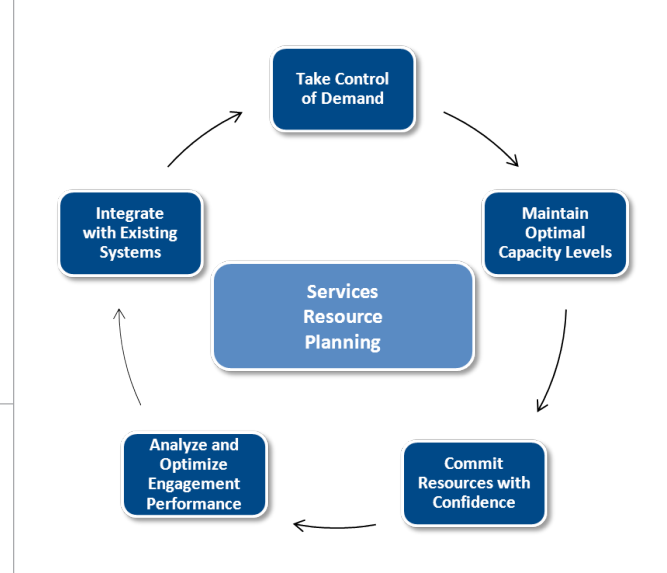 Take Control
of Demand
Integrate
with Existing
Systems
Maintain
Optimal
Capacity Levels
Services
Resource
Planning
Analyze and
Optimize
Engagement
Performance
Commit
Resources with
Confidence